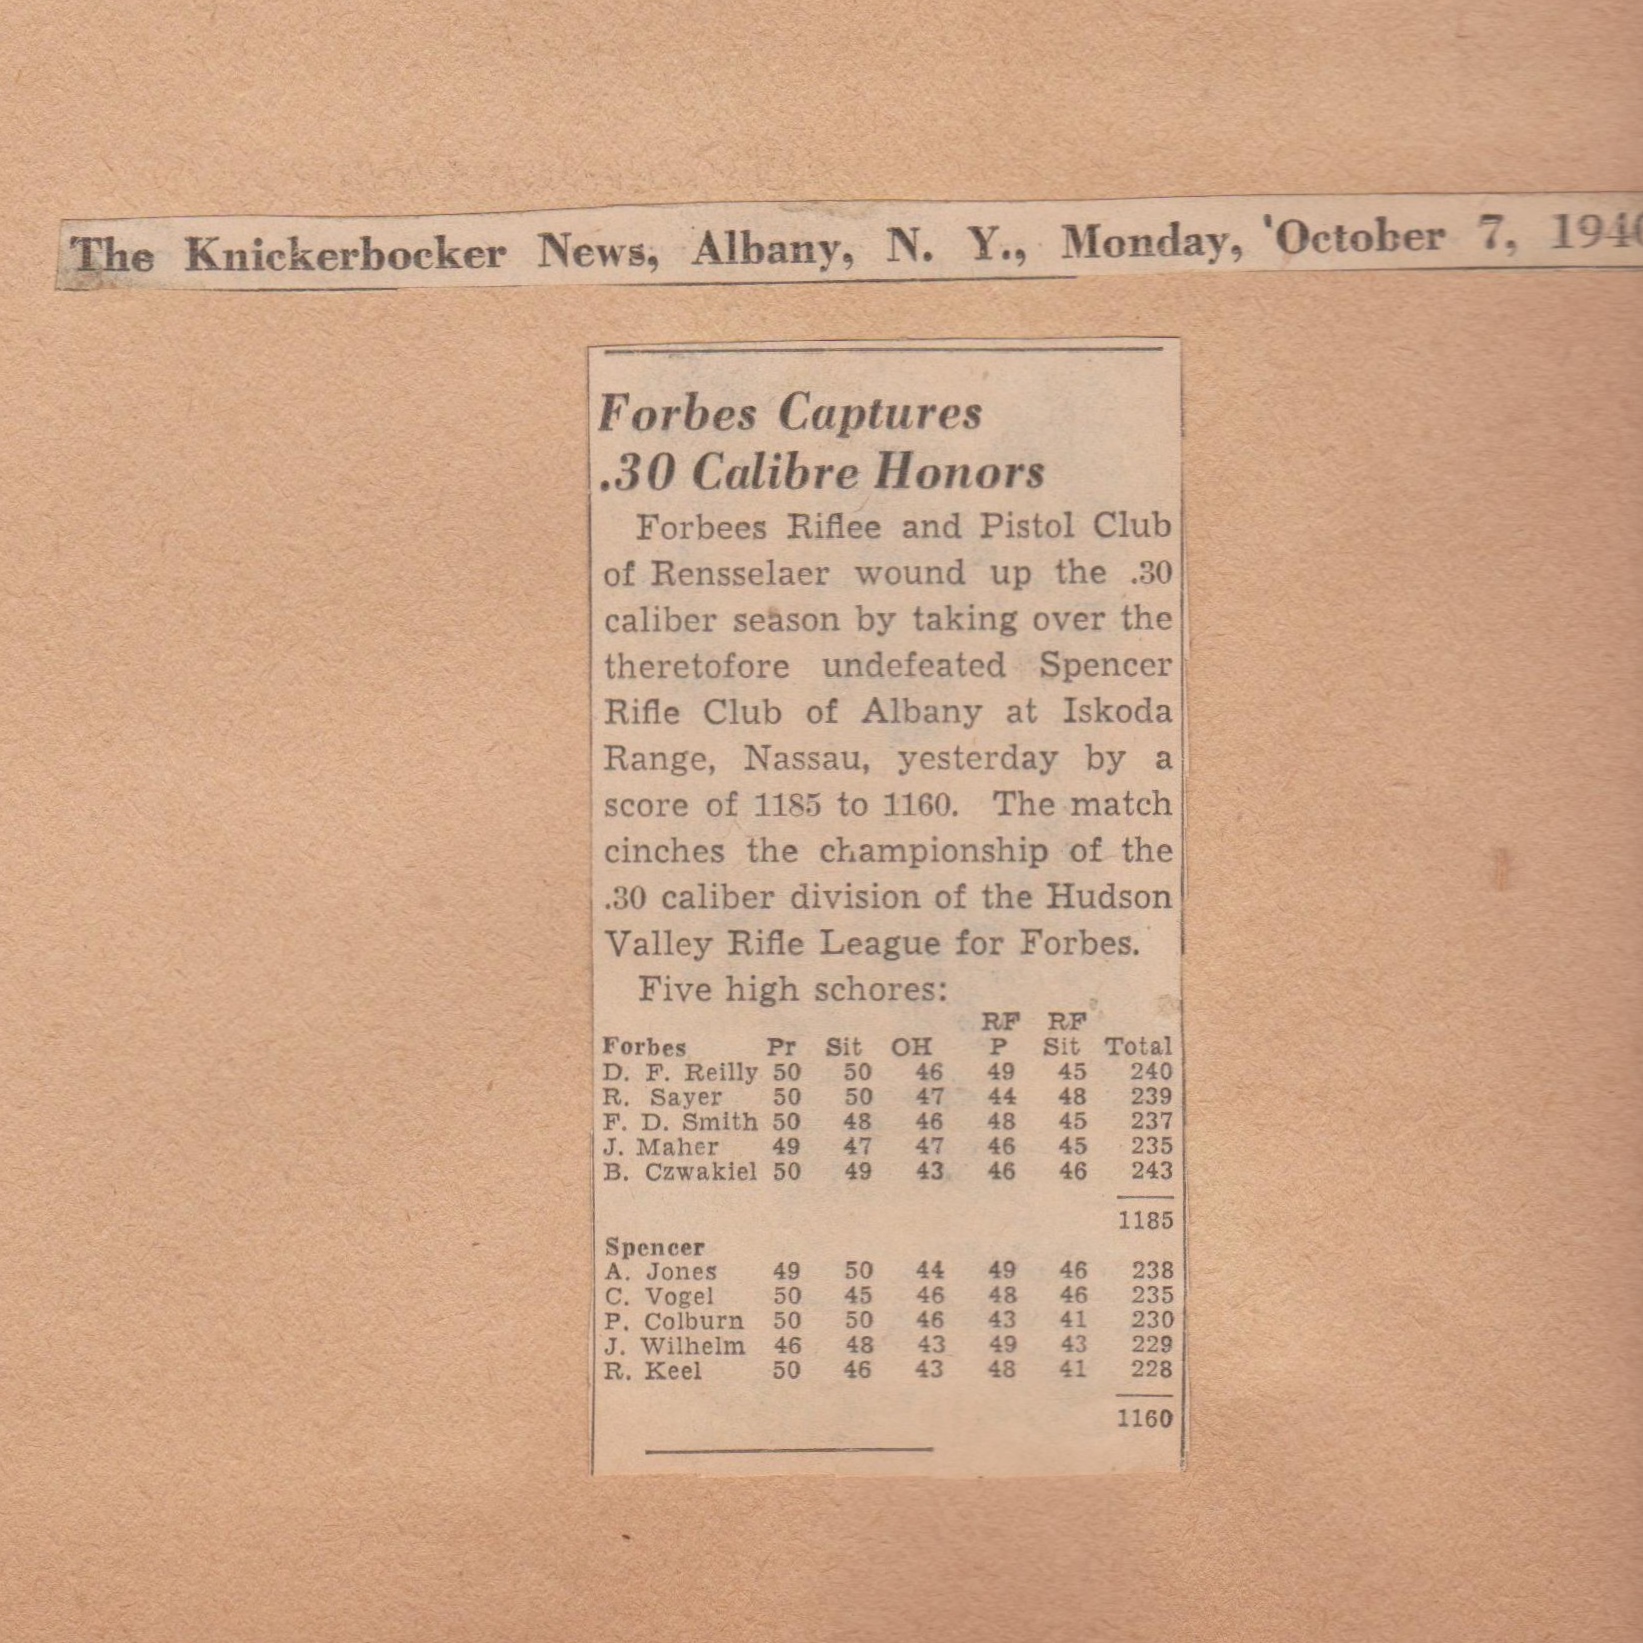 The Knickerbocker News, Albany, N. Y., Monday, 'October 7, 1940
Forbes Captures
.30 Calibre Honors
Forbees Riflee and Pistol Club
of Rensselaer wound up the .30
caliber season by taking over the
theretofore undefeated Spencer
Rifle Club of Albany at Iskoda
Range, Nassau, yesterday by a
score of 1185 to 1160. The match
cinches the championship of the
.30 caliber division of the Hudson
Valley Rifle League for Forbes.
Five high schores:
RF RF
Forbes Pr Sit OH P Sit Total
D. F. Reilly 50 50 46 49 45 240
R. Sayer 50 50 47 44 48 239
F. D. Smith 50 48 46 48 45 237
J. Maher 49 47 47 46 45 235
B. Czwakiel 50 49 43 46 46 243
1185
Spencer
A. Jones 49 50 44 49 46 238
C. Vogel 50 45 46 48 46 235
P. Colburn 50 50 46 43 41 230
J. Wilhelm 46 48 43 49 43 229
R. Keel 50 46 43 48 41 228
1160